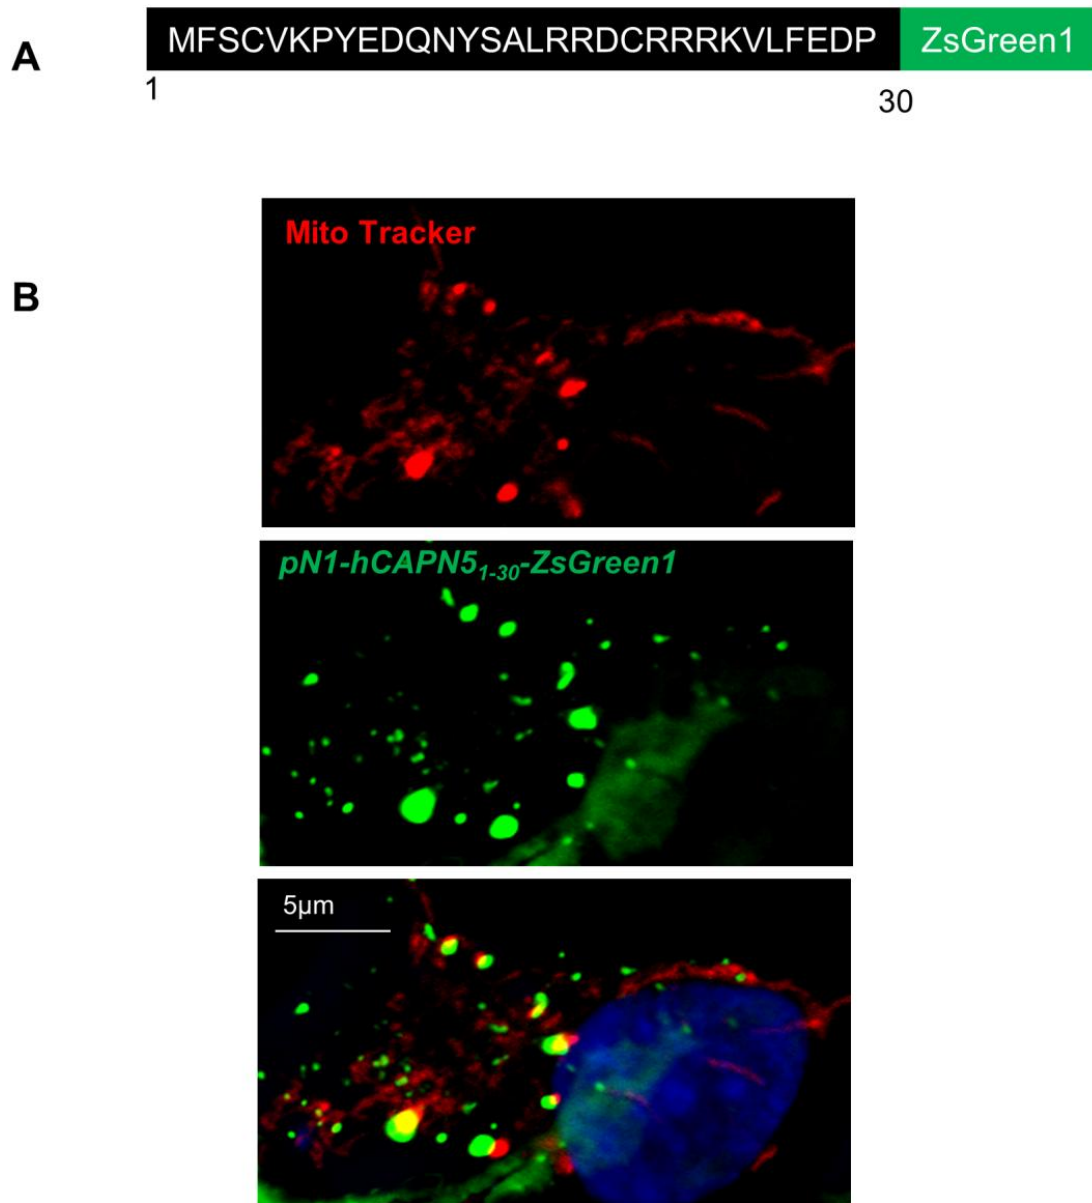 A
MFSCVKPYEDQNYSALRRDCRRRKVLFEDP ZsGreen1
1 30
B
Mito Tracker
pN1-hCAPN5₁₋₃₀-ZsGreen1
5µm